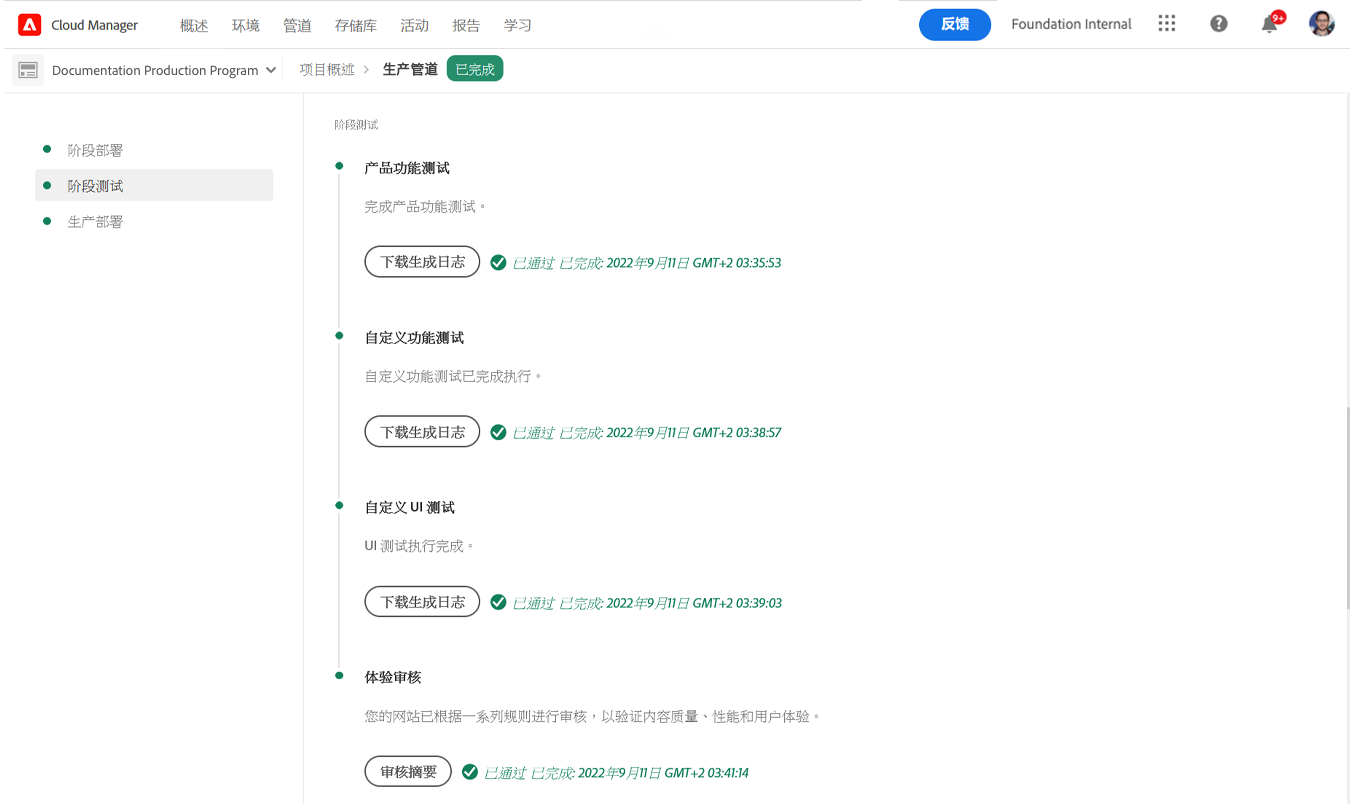 Cloud Manager 概述 环境 管道 存储库 活动 报告 学习 反馈 Foundation Internal 9+
Documentation Production Program 项目概述 > 生产管道 已完成
阶段部署
阶段测试
生产部署
阶段测试
产品功能测试
完成产品功能测试。
下载生成日志 已通过 已完成: 2022年9月11日 GMT+2 03:35:53
自定义功能测试
自定义功能测试已完成执行。
下载生成日志 已通过 已完成: 2022年9月11日 GMT+2 03:38:57
自定义 UI 测试
UI 测试执行完成。
下载生成日志 已通过 已完成: 2022年9月11日 GMT+2 03:39:03
体验审核
您的网站已根据一系列规则进行审核，以验证内容质量、性能和用户体验。
审核摘要 已通过 已完成: 2022年9月11日 GMT+2 03:41:14